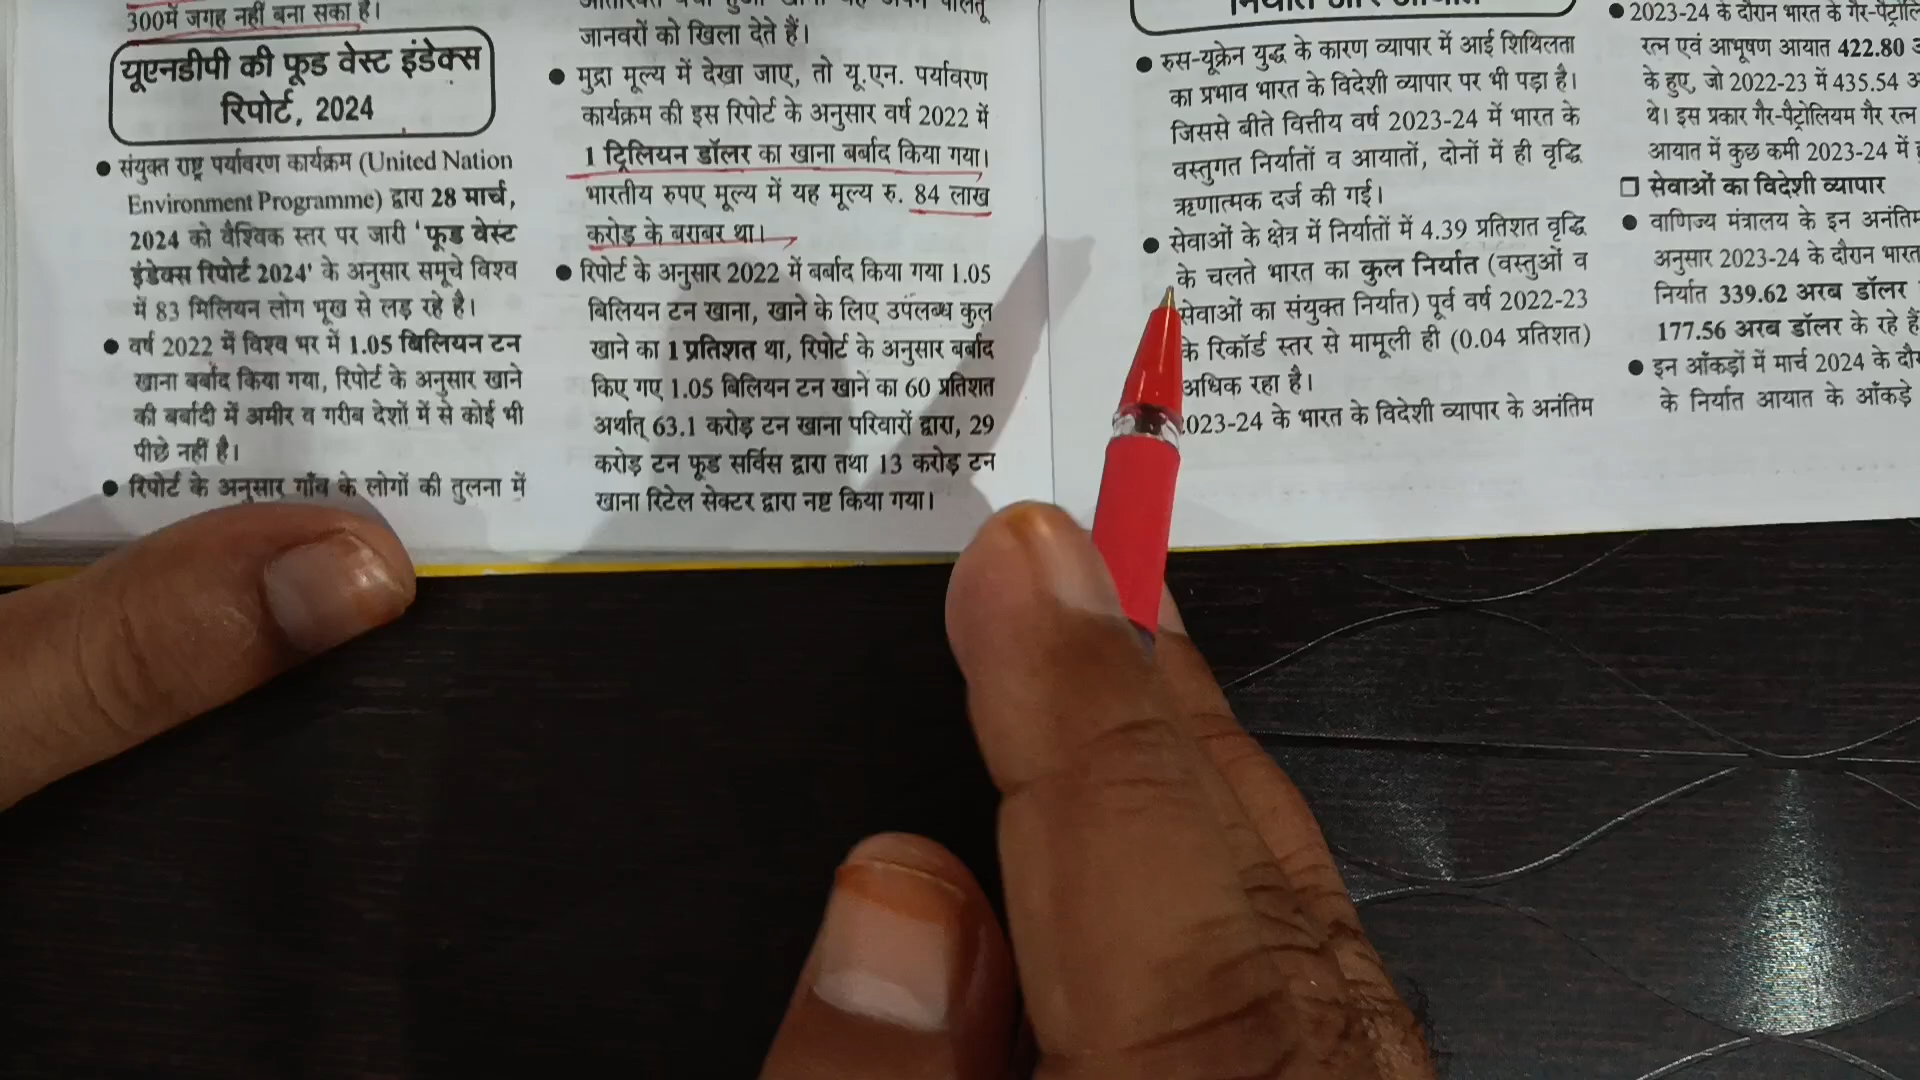 300में जगह नहीं बना सका है।
यूएनडीपी की फूड वेस्ट इंडेक्स
रिपोर्ट, 2024
● संयुक्त राष्ट्र पर्यावरण कार्यक्रम (United Nation
Environment Programme) द्वारा 28 मार्च,
2024 को वैश्विक स्तर पर जारी 'फूड वेस्ट
इंडेक्स रिपोर्ट 2024' के अनुसार समूचे विश्व
में 83 मिलियन लोग भूख से लड़ रहे है।
● वर्ष 2022 में विश्व भर में 1.05 बिलियन टन
खाना बर्बाद किया गया, रिपोर्ट के अनुसार खाने
की बर्बादी में अमीर व गरीब देशों में से कोई भी
पीछे नहीं है।
● रिपोर्ट के अनुसार गाँव के लोगों की तुलना में
जानवरों को खिला देते हैं।
● मुद्रा मूल्य में देखा जाए, तो यू.एन. पर्यावरण
कार्यक्रम की इस रिपोर्ट के अनुसार वर्ष 2022 में
1 ट्रिलियन डॉलर का खाना बर्बाद किया गया।
भारतीय रुपए मूल्य में यह मूल्य रु. 84 लाख
करोड़ के बराबर था।
● रिपोर्ट के अनुसार 2022 में बर्बाद किया गया 1.05
बिलियन टन खाना, खाने के लिए उपलब्ध कुल
खाने का 1 प्रतिशत था, रिपोर्ट के अनुसार बर्बाद
किए गए 1.05 बिलियन टन खाने का 60 प्रतिशत
अर्थात् 63.1 करोड़ टन खाना परिवारों द्वारा, 29
करोड़ टन फूड सर्विस द्वारा तथा 13 करोड़ टन
खाना रिटेल सेक्टर द्वारा नष्ट किया गया।
● रुस-यूक्रेन युद्ध के कारण व्यापार में आई शिथिलता
का प्रभाव भारत के विदेशी व्यापार पर भी पड़ा है।
जिससे बीते वित्तीय वर्ष 2023-24 में भारत के
वस्तुगत निर्यातों व आयातों, दोनों में ही वृद्धि
ऋणात्मक दर्ज की गई।
● सेवाओं के क्षेत्र में निर्यातों में 4.39 प्रतिशत वृद्धि
के चलते भारत का कुल निर्यात (वस्तुओं व
सेवाओं का संयुक्त निर्यात) पूर्व वर्ष 2022-23
के रिकॉर्ड स्तर से मामूली ही (0.04 प्रतिशत)
अधिक रहा है।
023-24 के भारत के विदेशी व्यापार के अनंतिम
● 2023-24 के दौरान भारत के
रत्न एवं आभूषण आयात 422.80
के हुए, जो 2022-23 में 435.54
थे। इस प्रकार गैर-पैट्रोलियम गैर रत्न
आयात में कुछ कमी 2023-24 में
□ सेवाओं का विदेशी व्यापार
● वाणिज्य मंत्रालय के इन
अनुसार 2023-24 के दौरान भारत
निर्यात 339.62 अरब डॉलर
177.56 अरब डॉलर के रहे हैं
● इन आँकड़ों में मार्च 2024 के
के निर्यात आयात के आँकड़े